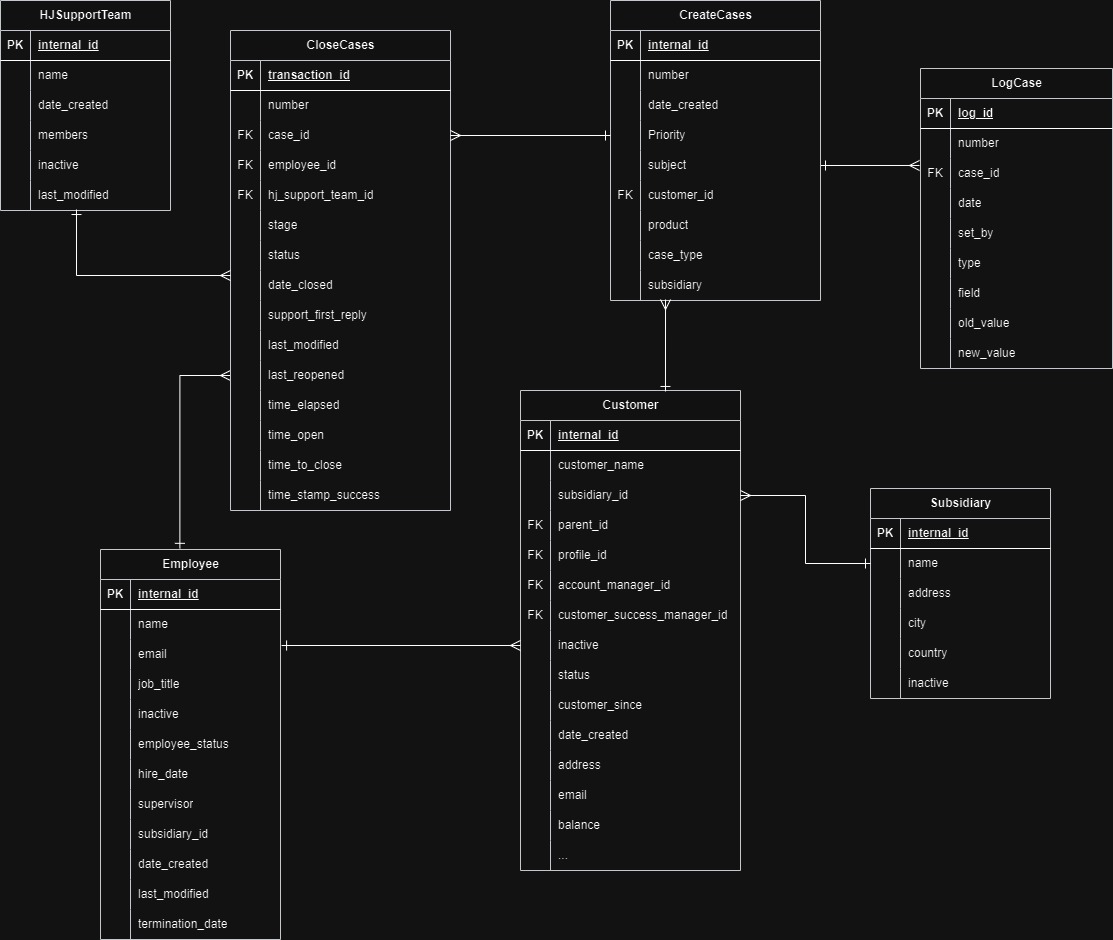 HJSupportTeam
PK internal_id
name
date_created
members
inactive
last_modified
CloseCases
PK transaction_id
number
FK case_id
FK employee_id
FK hj_support_team_id
stage
status
date_closed
support_first_reply
last_modified
last_reopened
time_elapsed
time_open
time_to_close
time_stamp_success
CreateCases
PK internal_id
number
date_created
Priority
subject
FK customer_id
product
case_type
subsidiary
LogCase
PK log_id
number
FK case_id
date
set_by
type
field
old_value
new_value
Customer
PK internal_id
customer_name
subsidiary_id
FK parent_id
FK profile_id
FK account_manager_id
FK customer_success_manager_id
inactive
status
customer_since
date_created
address
email
balance
...
Subsidiary
PK internal_id
name
address
city
country
inactive
Employee
PK internal_id
name
email
job_title
inactive
employee_status
hire_date
supervisor
subsidiary_id
date_created
last_modified
termination_date